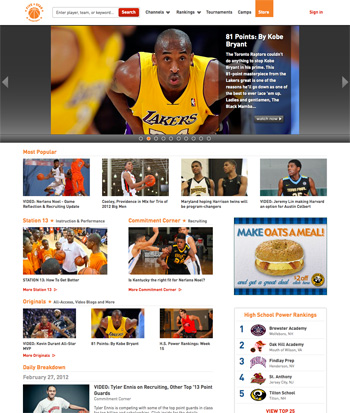 Enter player, team, or keyword...
Search
Channels
Rankings
Tournaments
Camps
Store
Sign in
81 Points: By Kobe
Bryant
The Toronto Raptors couldn't
do anything to stop Kobe
Bryant in his prime. This
81-point masterpiece from the
Lakers great is one of the
reasons he'll go down as one of
the best to ever lace 'em up.
Ladies and gentlemen, The
Black Mamba...
watch now
LAKERS
Most Popular
VIDEO: Nerlens Noel - Game
Reflection & Recruiting Update
Cooley, Providence in Mix for Trio of
2012 Big Men
Maryland hoping Harrison twins will
be program-changers
VIDEO: Jeremy Lin making Harvard
an option for Austin Colbert
Station 13 Instruction & Performance
Commitment Corner Recruiting
STATION 13: How-To Get Better
More Station 13 >
Is Kentucky the right fit for Nerlens Noel?
More Commitment Corner >
MAKE OATS A MEAL!
$2 off
and get a great deal
Originals All-Access, Video Blogs and More
VIDEO: Kevin Durant All-Star
MVP
81 Points: By Kobe Bryant
H.S. Power Rankings: Week
15
More Originals >
High School Power Rankings
1 Brewster Academy
Wolfeboro, NH
2 Oak Hill Academy
Mouth of Wilson, VA
3 Findlay Prep
Henderson, NV
4 St. Anthony
Jersey City, NJ
5 Tilton School
Tilton, NH
VIEW TOP 25
Daily Breakdown
February 27, 2012
VIDEO: Tyler Ennis on Recruiting, Other Top '13 Point
Guards
Commitment Corner
Tyler Ennis is competing with some of the top point guards in class